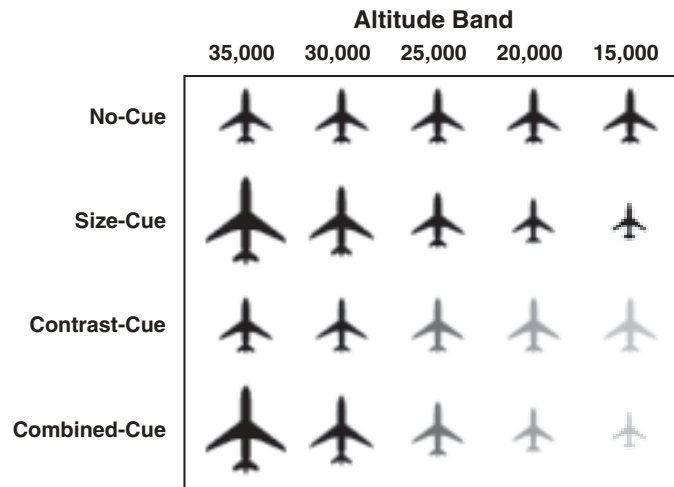 Altitude Band
35,000 30,000 25,000 20,000 15,000
No-Cue
Size-Cue
Contrast-Cue
Combined-Cue